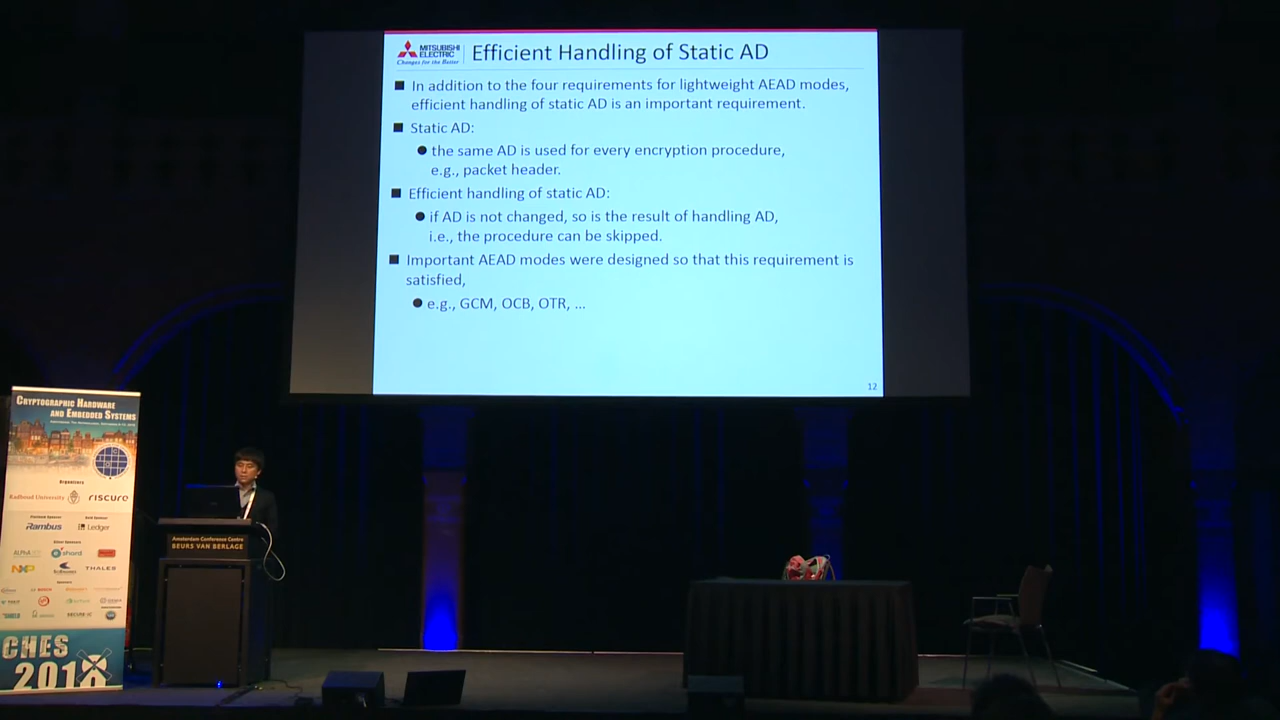 MITSUBISHI
ELECTRIC
Changes for the Better
Efficient Handling of Static AD
■ In addition to the four requirements for lightweight AEAD modes,
efficient handling of static AD is an important requirement.
■ Static AD:
● the same AD is used for every encryption procedure,
e.g., packet header.
■ Efficient handling of static AD:
● if AD is not changed, so is the result of handling AD,
i.e., the procedure can be skipped.
■ Important AEAD modes were designed so that this requirement is
satisfied,
● e.g., GCM, OCB, OTR, ...
12
CRYPTOGRAPHIC HARDWARE
AND EMBEDDED SYSTEMS
Organizers
Radboud University
riscure
Rambus
Ledger
eshard
NXP
THALES
CHES
2018
Amsterdam Conference Centre
BEURS VAN BERLAGE